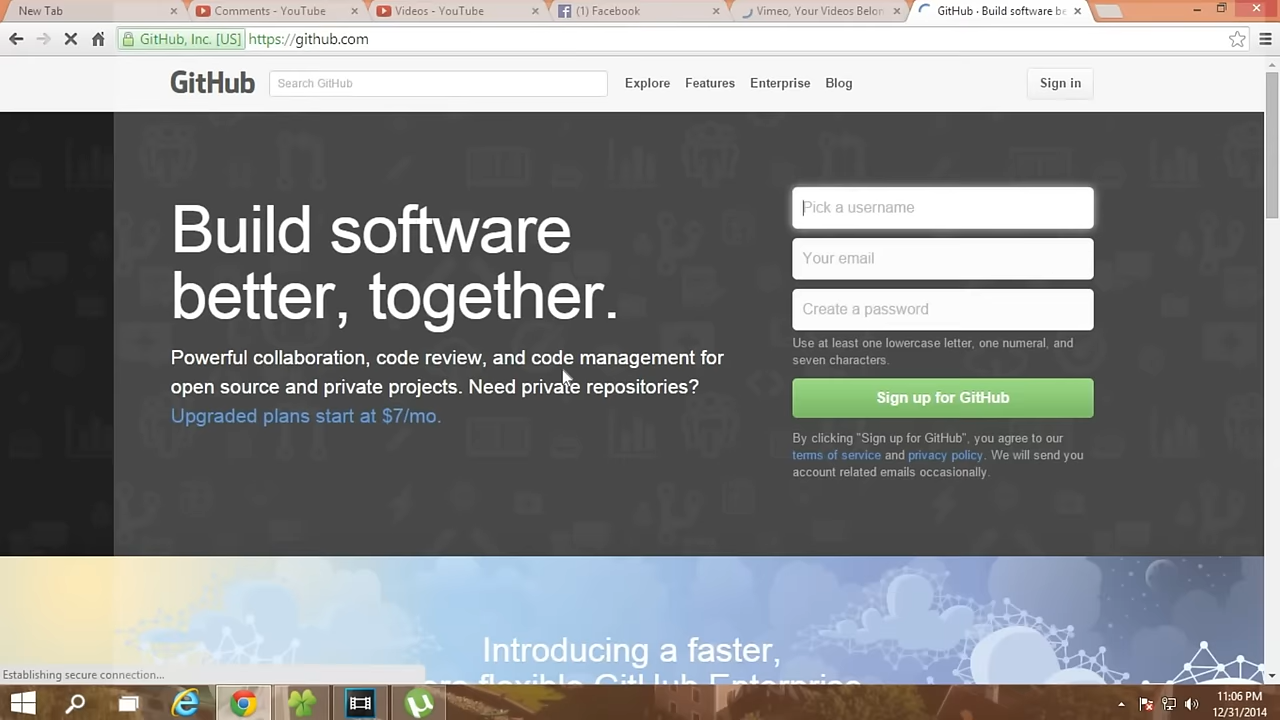 New Tab
Comments - YouTube
Videos - YouTube
(1) Facebook
Vimeo, Your Videos Belon
GitHub · Build software be
GitHub, Inc. [US]
https://github.com
GitHub
Search GitHub
Explore
Features
Enterprise
Blog
Sign in
Build software
better, together.
Powerful collaboration, code review, and code management for
open source and private projects. Need private repositories?
Upgraded plans start at $7/mo.
Pick a username
Your email
Create a password
Use at least one lowercase letter, one numeral, and
seven characters.
Sign up for GitHub
By clicking "Sign up for GitHub", you agree to our
terms of service and privacy policy. We will send you
account related emails occasionally.
Introducing a faster,
more flexible GitHub Enterprise
Establishing secure connection...
11:06 PM
12/31/2014